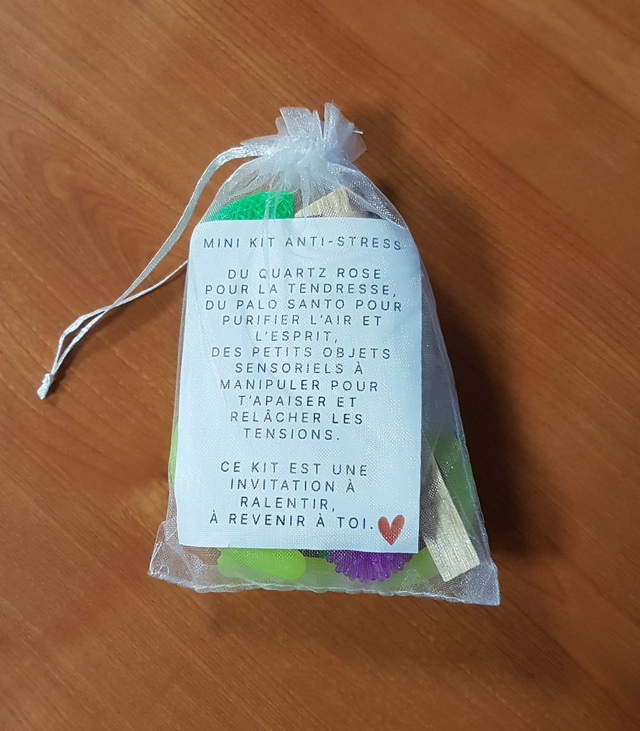 MINI KIT ANTI-STRESS
DU QUARTZ ROSE
POUR LA TENDRESSE,
DU PALO SANTO POUR
PURIFIER L'AIR ET
L'ESPRIT,
DES PETITS OBJETS
SENSORIELS À
MANIPULER POUR
T'APAISER ET
RELÂCHER LES
TENSIONS.
CE KIT EST UNE
INVITATION À
RALENTIR,
À REVENIR À TOI.